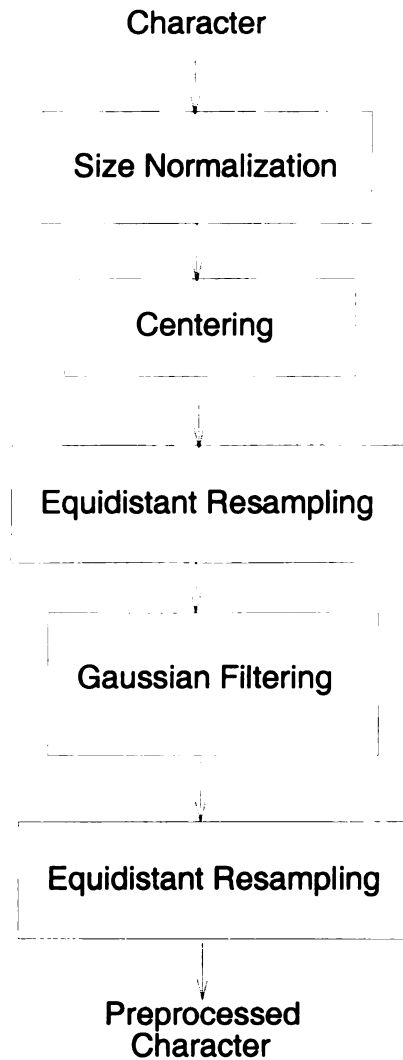 Character
Size Normalization
Centering
Equidistant Resampling
Gaussian Filtering
Equidistant Resampling
Preprocessed
Character